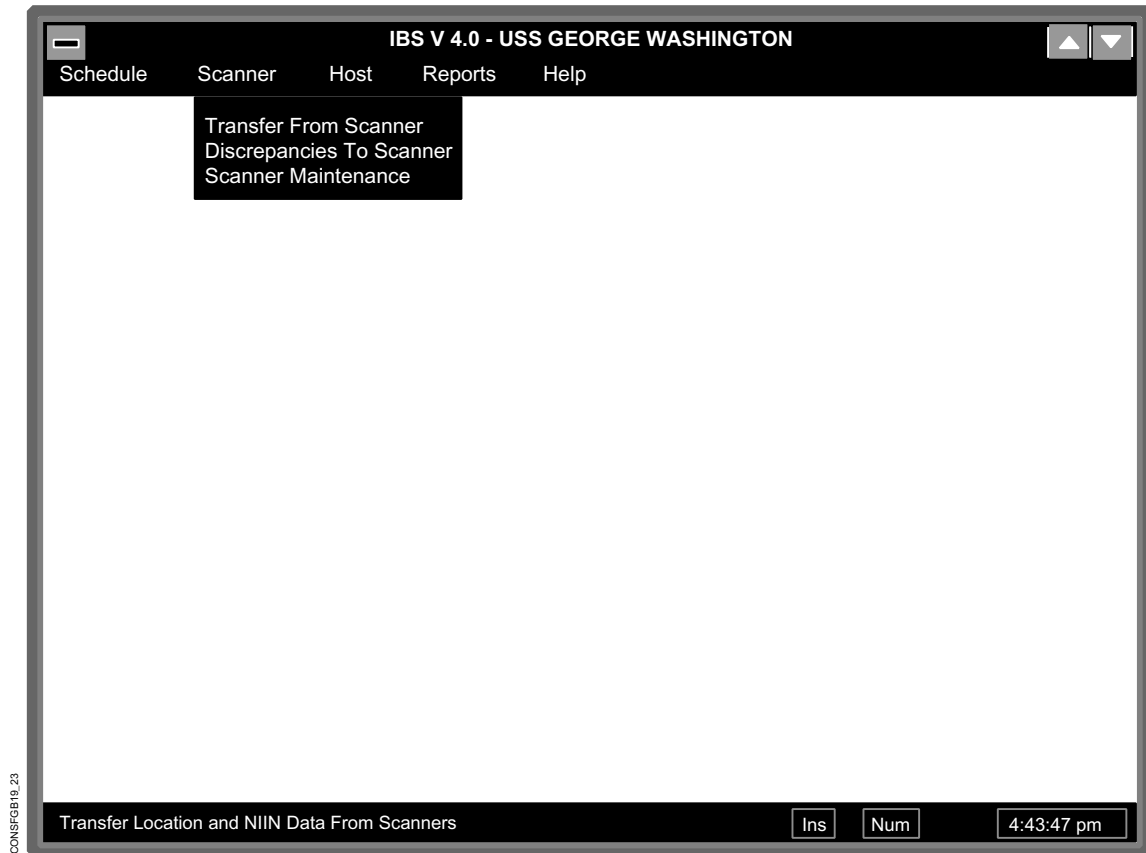 IBS V 4.0 - USS GEORGE WASHINGTON
Schedule Scanner Host Reports Help
Transfer From Scanner
Discrepancies To Scanner
Scanner Maintenance
Transfer Location and NIIN Data From Scanners Ins Num 4:43:47 pm
CONSFGB19_23